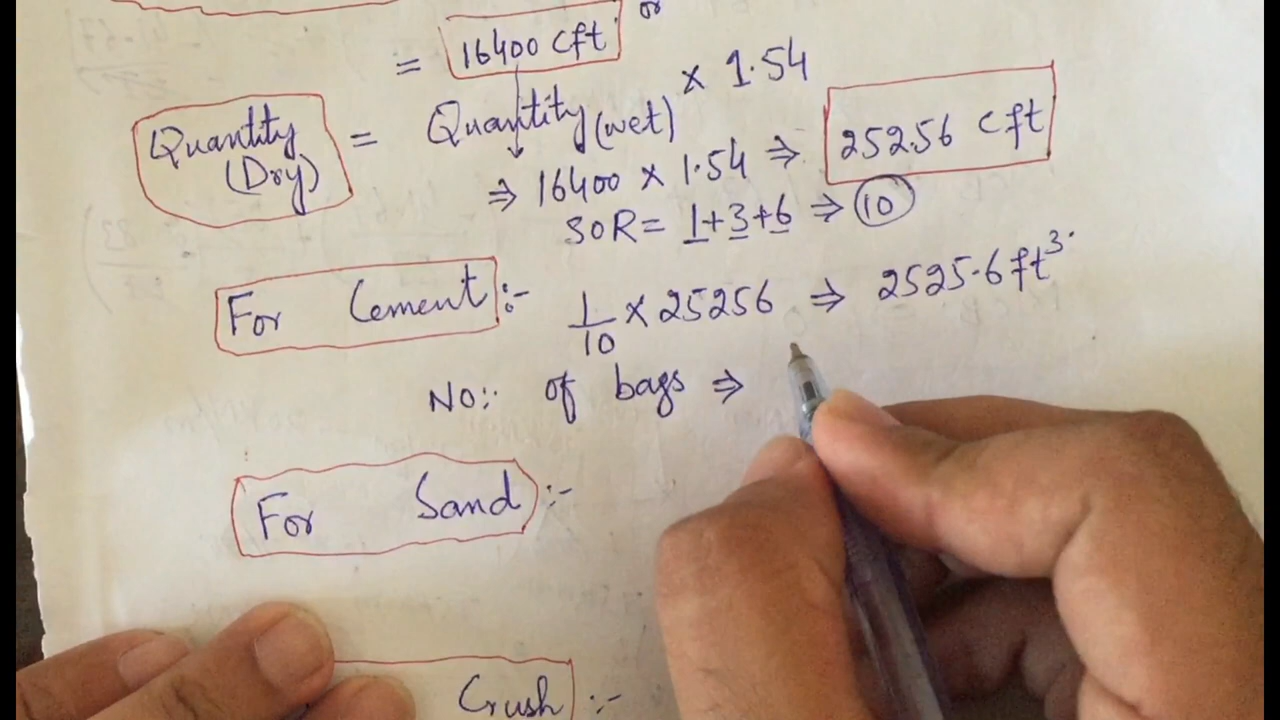 = 16400 Cft or
Quantity (Dry) = Quantity (wet) × 1.54
⇒ 16400 × 1.54 ⇒ 25256 Cft
SOR = 1+3+6 ⇒ 10
For Cement :- 1/10 × 25256 ⇒ 2525.6 ft³
No:- of bags ⇒
For Sand :-
Crush :-